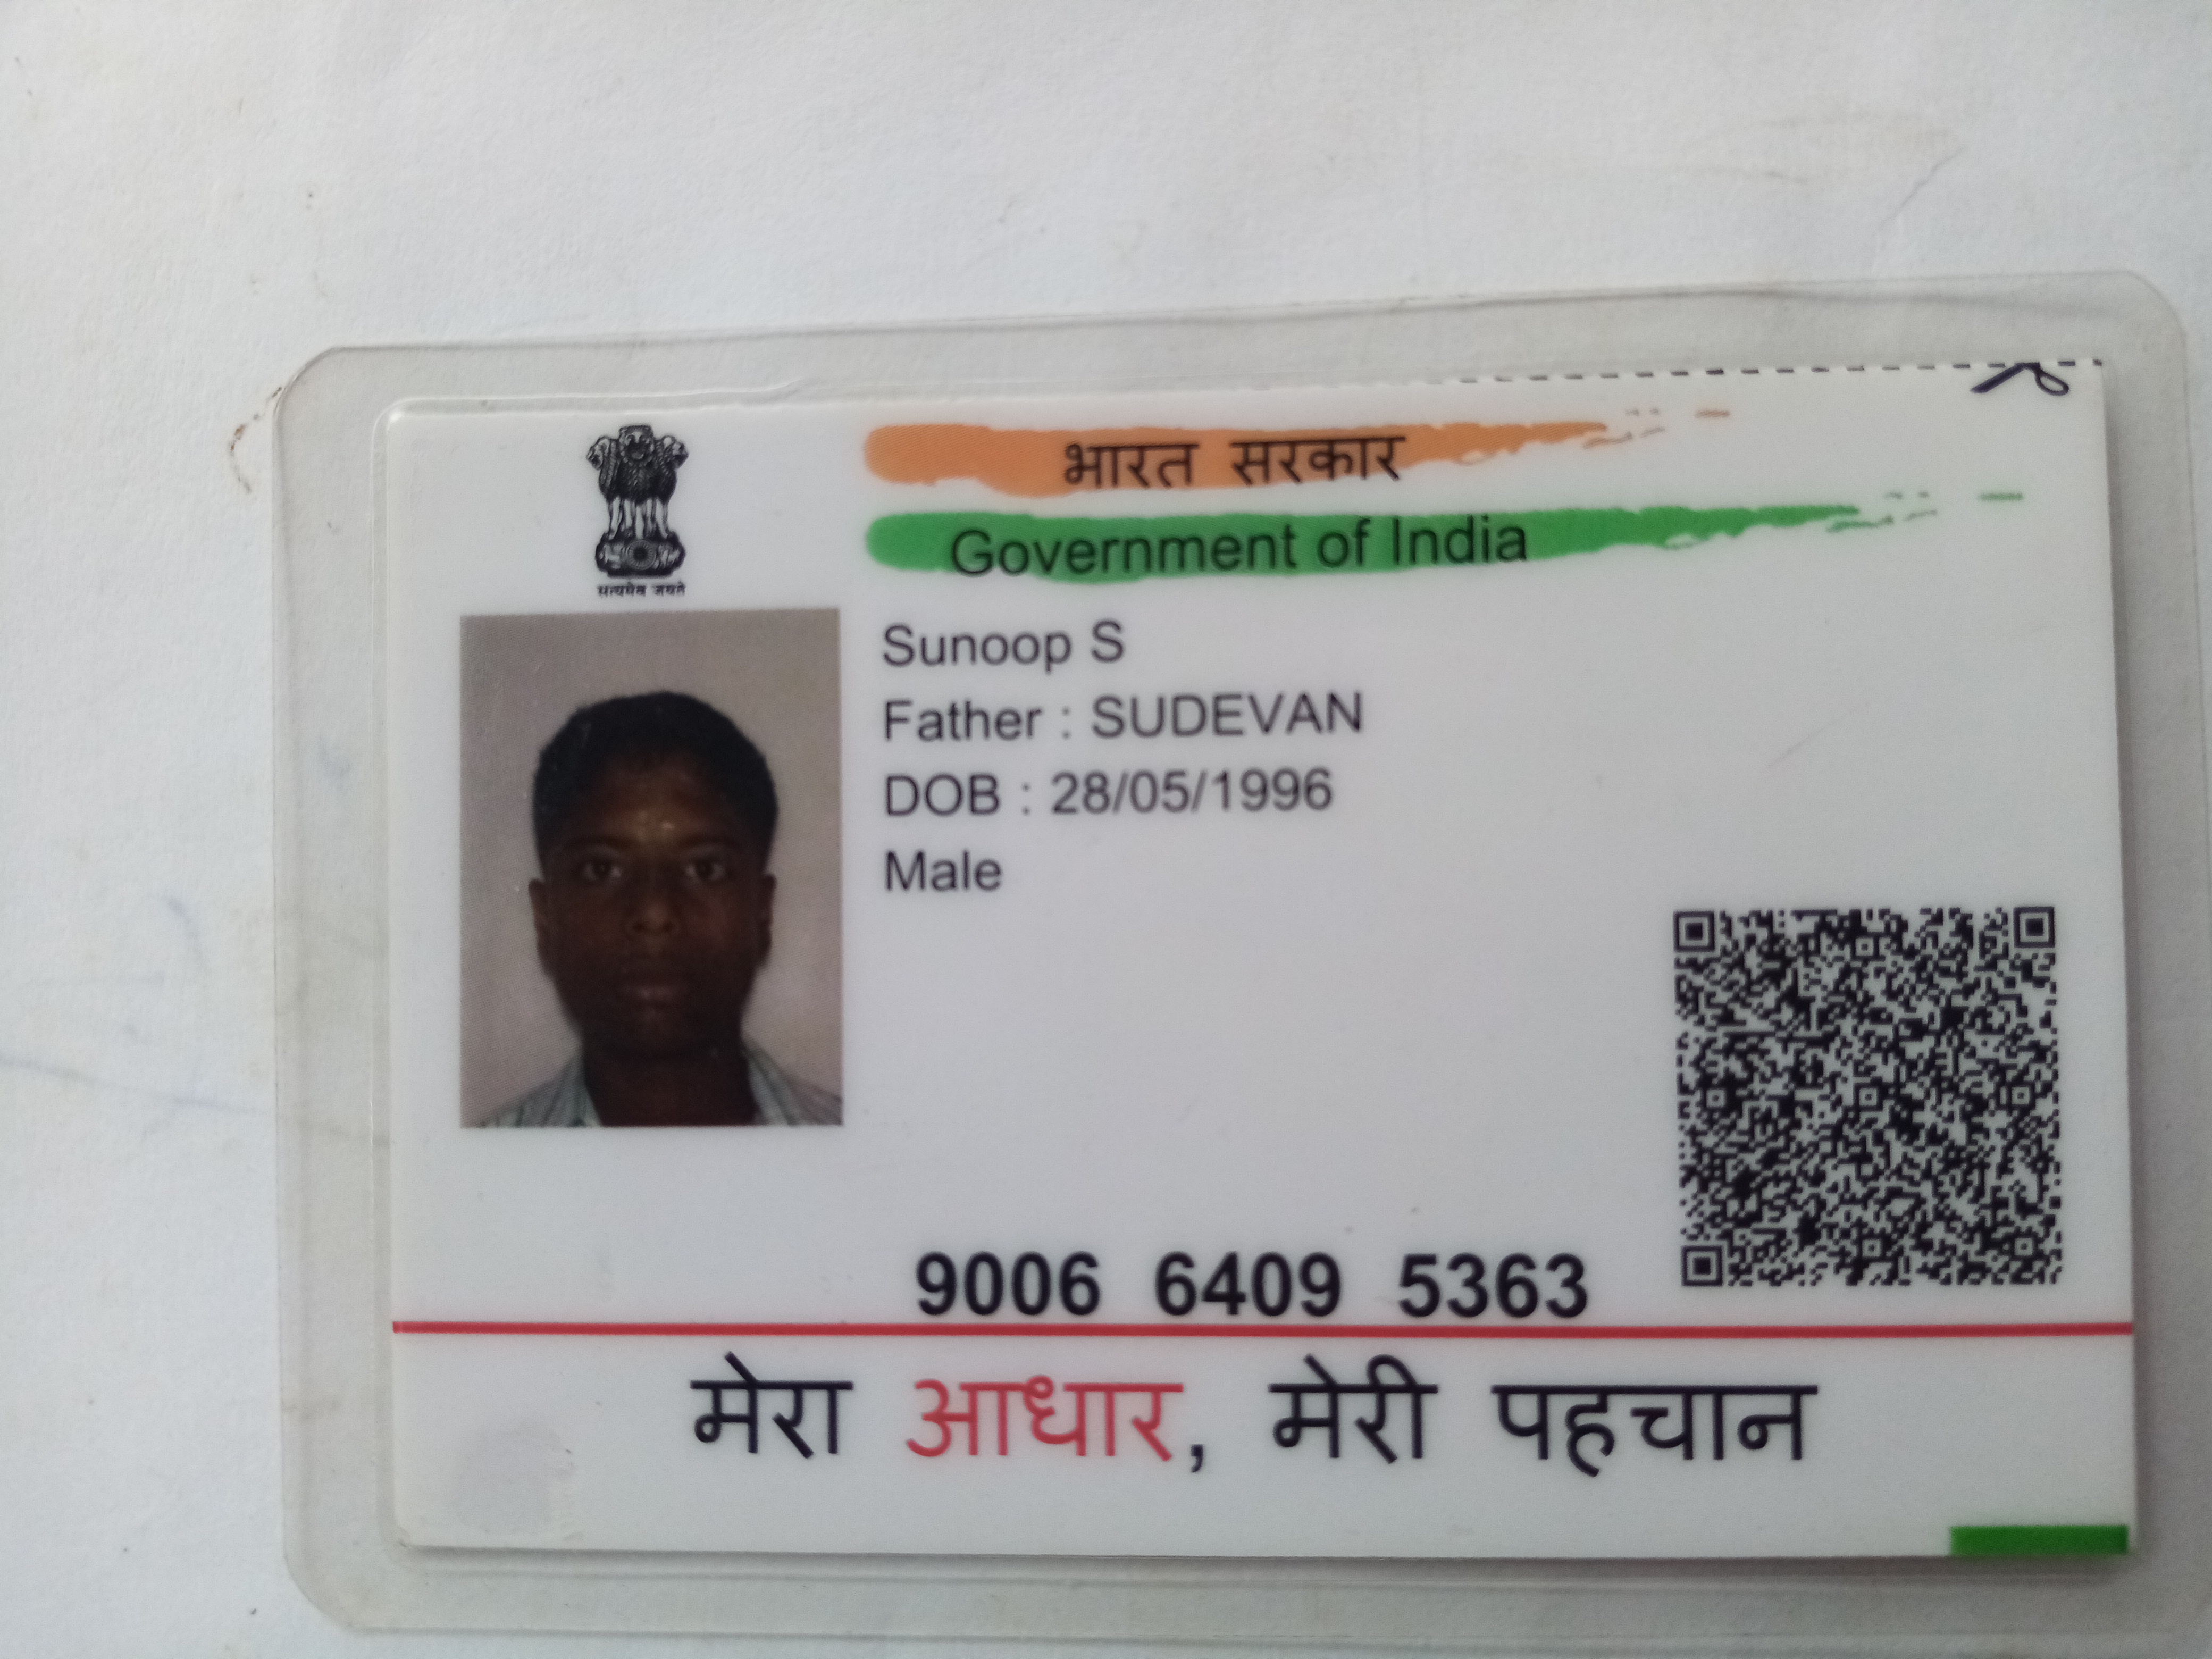 भारत सरकार
Government of India
सत्यमेव जयते
Sunoop S
Father : SUDEVAN
DOB : 28/05/1996
Male
9006 6409 5363
मेरा आधार, मेरी पहचान